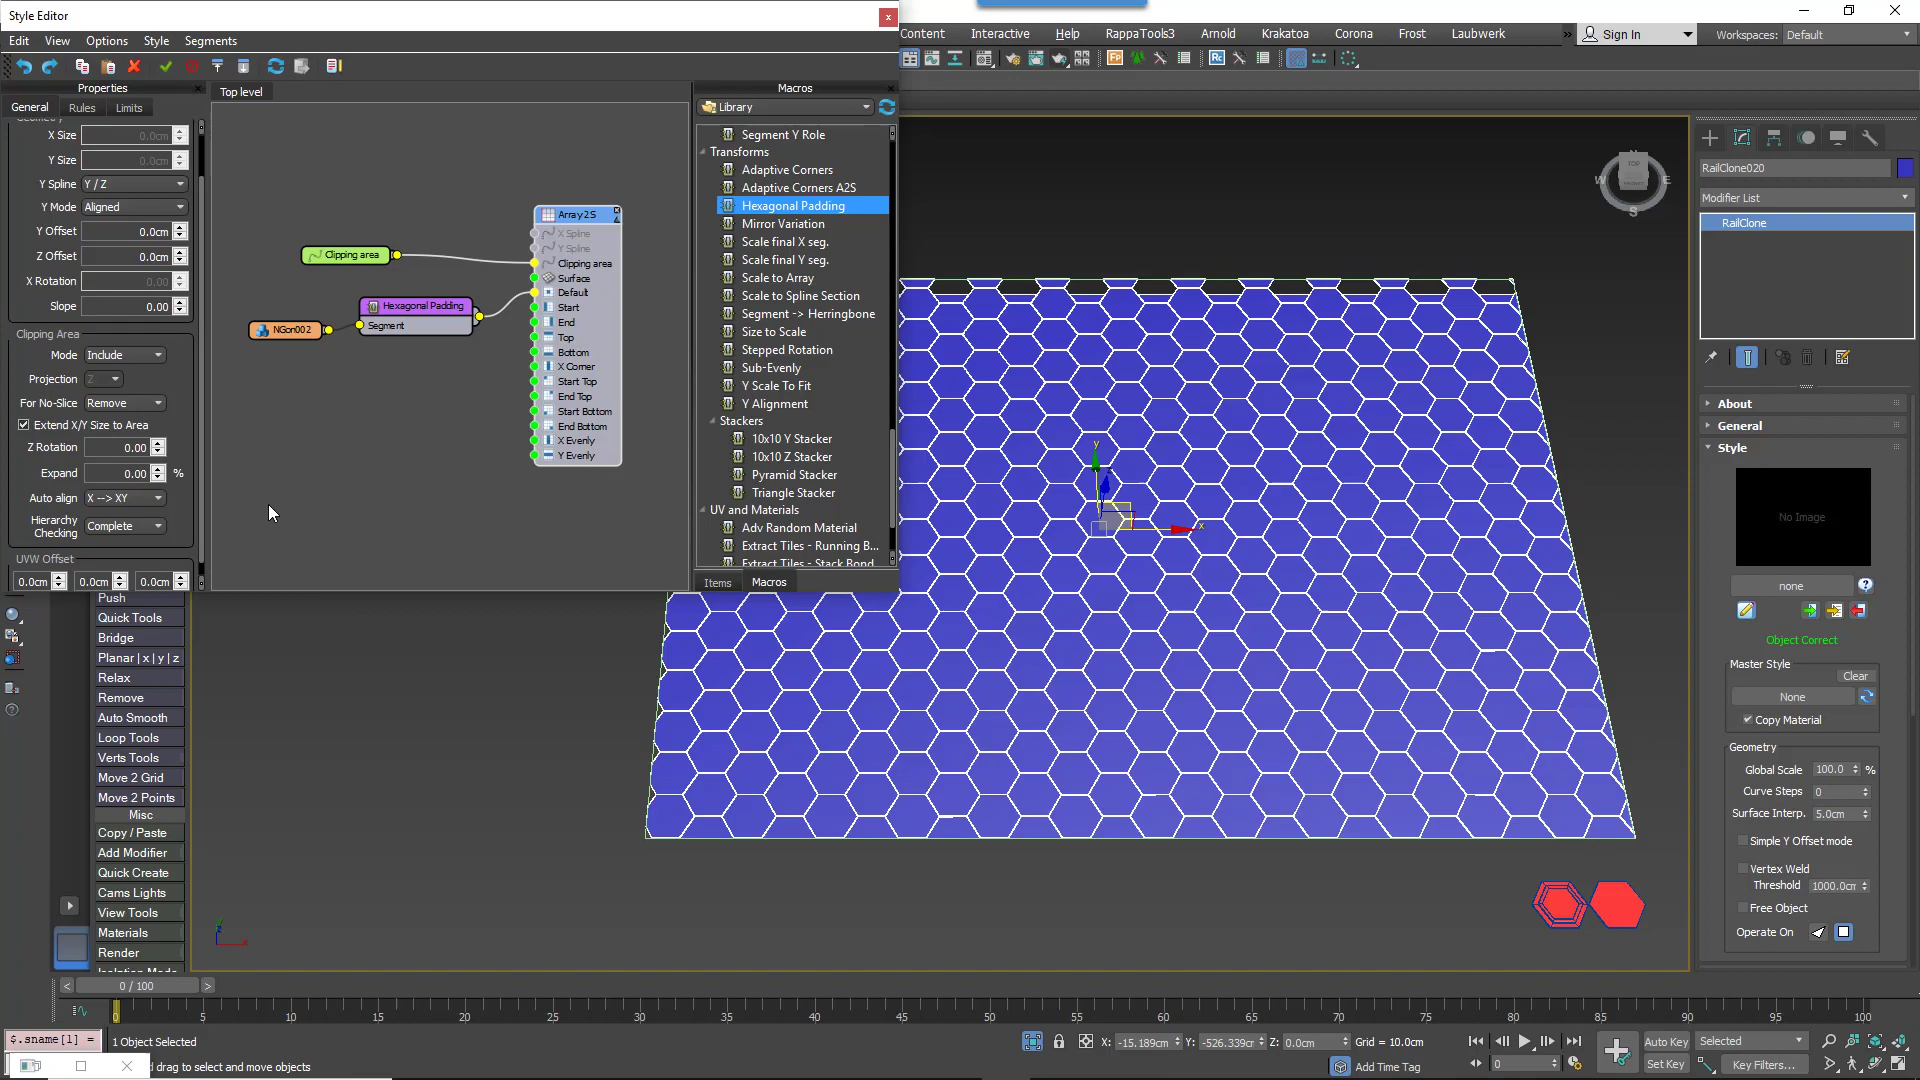 Style Editor
Edit View Options Style Segments
Content Interactive Help RappaTools3 Arnold Krakatoa Corona Frost Laubwerk » Sign In Workspaces: Default
Properties
General Rules Limits
X Size 0.0cm
Y Size 0.0cm
Y Spline Y / Z
Y Mode Aligned
Y Offset 0.0cm
Z Offset 0.0cm
X Rotation 0.00
Slope 0.00
Clipping Area
Mode Include
Projection Z
For No-Slice Remove
Extend X/Y Size to Area
Z Rotation 0.00
Expand 0.00 %
Auto align X --> XY
Hierarchy Checking Complete
UVW Offset
0.0cm 0.0cm 0.0cm
Top level
Clipping area
NGon002
Hexagonal Padding
Segment
Array2S
X Spline
Y Spline
Clipping area
Surface
Default
Start
End
Top
Bottom
X Corner
Start Top
End Top
Start Bottom
End Bottom
X Evenly
Y Evenly
Macros
Library
Segment Y Role
Transforms
Adaptive Corners
Adaptive Corners A2S
Hexagonal Padding
Mirror Variation
Scale final X seg.
Scale final Y seg.
Scale to Array
Scale to Spline Section
Segment -> Herringbone
Size to Scale
Stepped Rotation
Sub-Evenly
Y Scale To Fit
Y Alignment
Stackers
10x10 Y Stacker
10x10 Z Stacker
Pyramid Stacker
Triangle Stacker
UV and Materials
Adv Random Material
Extract Tiles - Running B...
Extract Tiles - Stack Bond
Items Macros
Push
Quick Tools
Bridge
Planar | x | y | z
Relax
Remove
Auto Smooth
Loop Tools
Verts Tools
Move 2 Grid
Move 2 Points
Misc
Copy / Paste
Add Modifier
Quick Create
Cams Lights
View Tools
Materials
Render
Isolation Mode
TOP
N
W E
S
y
x
RailClone020
Modifier List
RailClone
About
General
Style
No Image
none
Object Correct
Master Style
Clear
None
Copy Material
Geometry
Global Scale 100.0 %
Curve Steps 0
Surface Interp. 5.0cm
Simple Y Offset mode
Vertex Weld
Threshold 1000.0cm
Free Object
Operate On
< 0 / 100 >
0 5 10 15 20 25 30 35 40 45 50 55 60 65 70 75 80 85 90 95 100
$.sname[1] =
1 Object Selected
X: -15.189cm Y: -526.339cm Z: 0.0cm Grid = 10.0cm
Auto Key Selected
d drag to select and move objects
Add Time Tag
0
Set Key Key Filters...